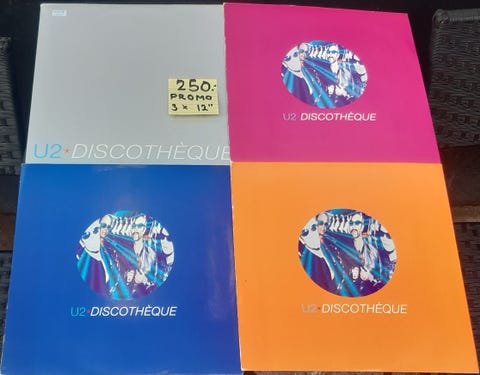 250.-
PROMO
3 x 12"
U2*DISCOTHÈQUE
U2 DISCOTHÈQUE
U2*DISCOTHÈQUE
U2*DISCOTHÈQUE